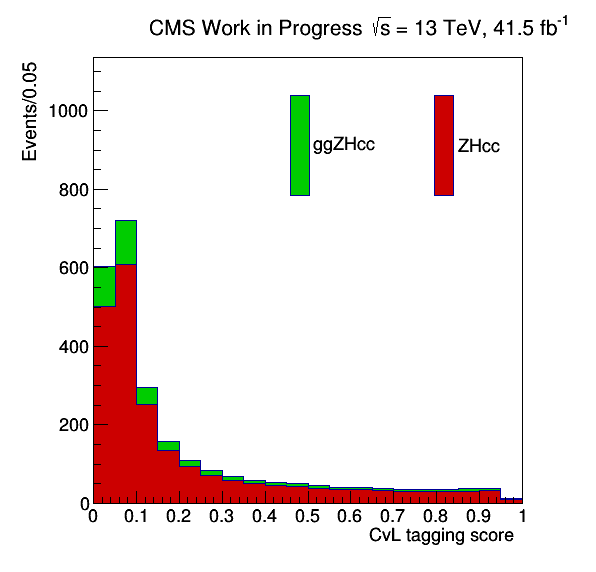 CMS Work in Progress √s = 13 TeV, 41.5 fb⁻¹
Events/0.05
1000
800
600
400
200
0
ggZHcc
ZHcc
0 0.1 0.2 0.3 0.4 0.5 0.6 0.7 0.8 0.9 1
CvL tagging score